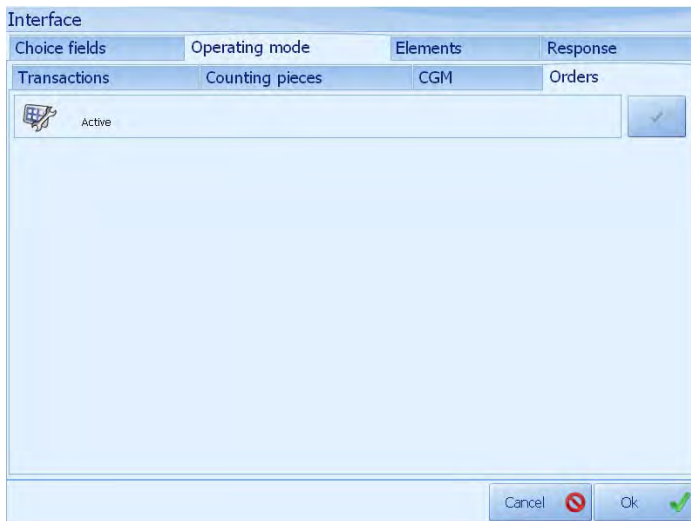 Interface
Choice fields Operating mode Elements Response
Transactions Counting pieces CGM Orders
Active
Cancel Ok